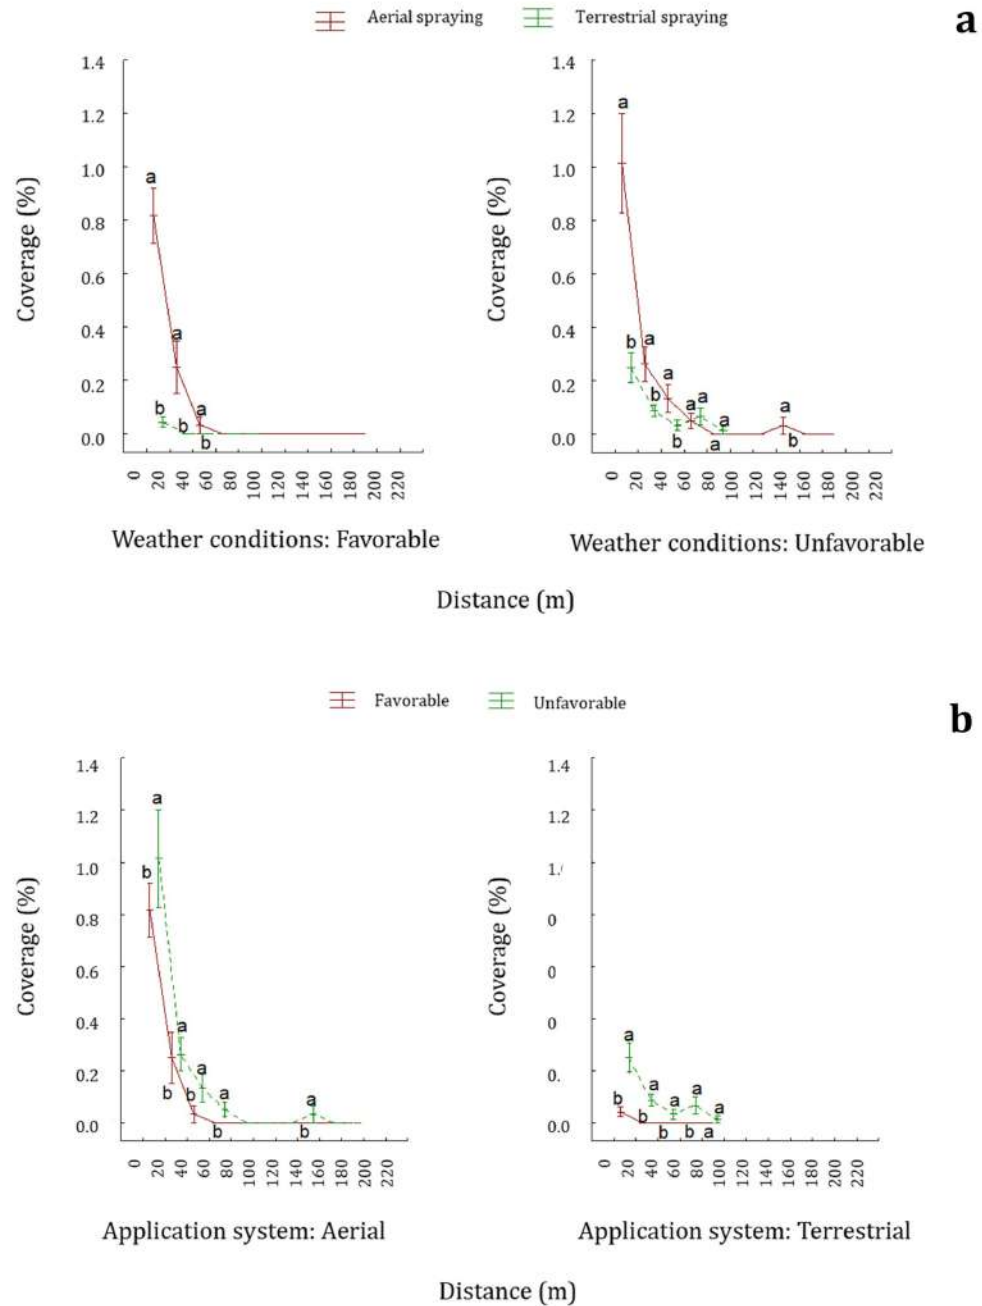 Aerial spraying Terrestrial spraying
a
1.4
1.2
1.0
0.8
0.6
0.4
0.2
0.0
Coverage (%)
a
a
a
b
b
b
0 20 40 60 80 100 120 140 160 180 200 220
Weather conditions: Favorable
1.4
1.2
1.0
0.8
0.6
0.4
0.2
0.0
Coverage (%)
a
b a
a
b
a a
a
a
b
a
b
0 20 40 60 80 100 120 140 160 180 200 220
Weather conditions: Unfavorable
Distance (m)
Favorable Unfavorable
b
1.4
1.2
1.0
0.8
0.6
0.4
0.2
0.0
Coverage (%)
a
b
a
a
b b
a
a
b
b
0 20 40 60 80 100 120 140 160 180 200 220
Application system: Aerial
1.4
1.2
1.
0
0
0
0.
0.0
Coverage (%)
a
a
b a a
b
a
b b a
0 20 40 60 80 100 120 140 160 180 200 220
Application system: Terrestrial
Distance (m)